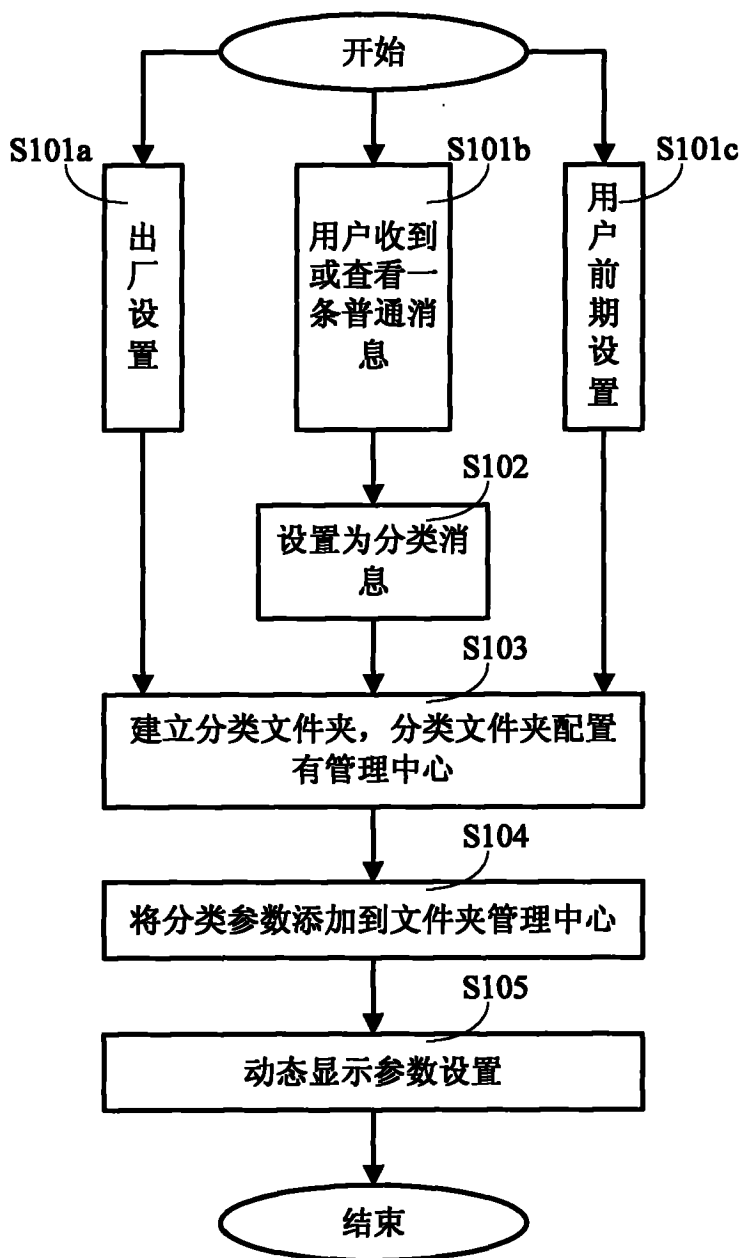 开始
S101a
S101b
S101c
出厂设置
用户收到
或查看一
条普通消
息
用户前期设置
S102
设置为分类消
息
S103
建立分类文件夹，分类文件夹配置
有管理中心
S104
将分类参数添加到文件夹管理中心
S105
动态显示参数设置
结束